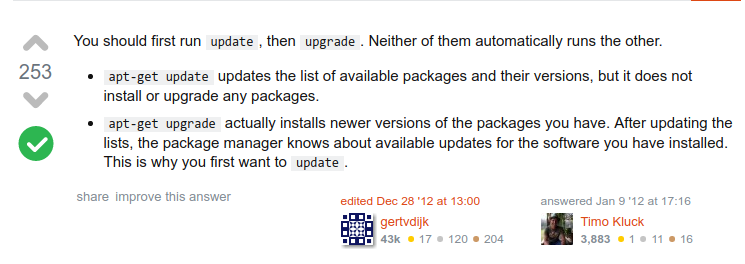 You should first run update, then upgrade. Neither of them automatically runs the other.
253
• apt-get update updates the list of available packages and their versions, but it does not
install or upgrade any packages.
• apt-get upgrade actually installs newer versions of the packages you have. After updating the
lists, the package manager knows about available updates for the software you have installed.
This is why you first want to update.
share improve this answer
edited Dec 28 '12 at 13:00
gertvdijk
43k ● 17 ● 120 ● 204
answered Jan 9 '12 at 17:16
Timo Kluck
3,883 ● 1 ● 11 ● 16